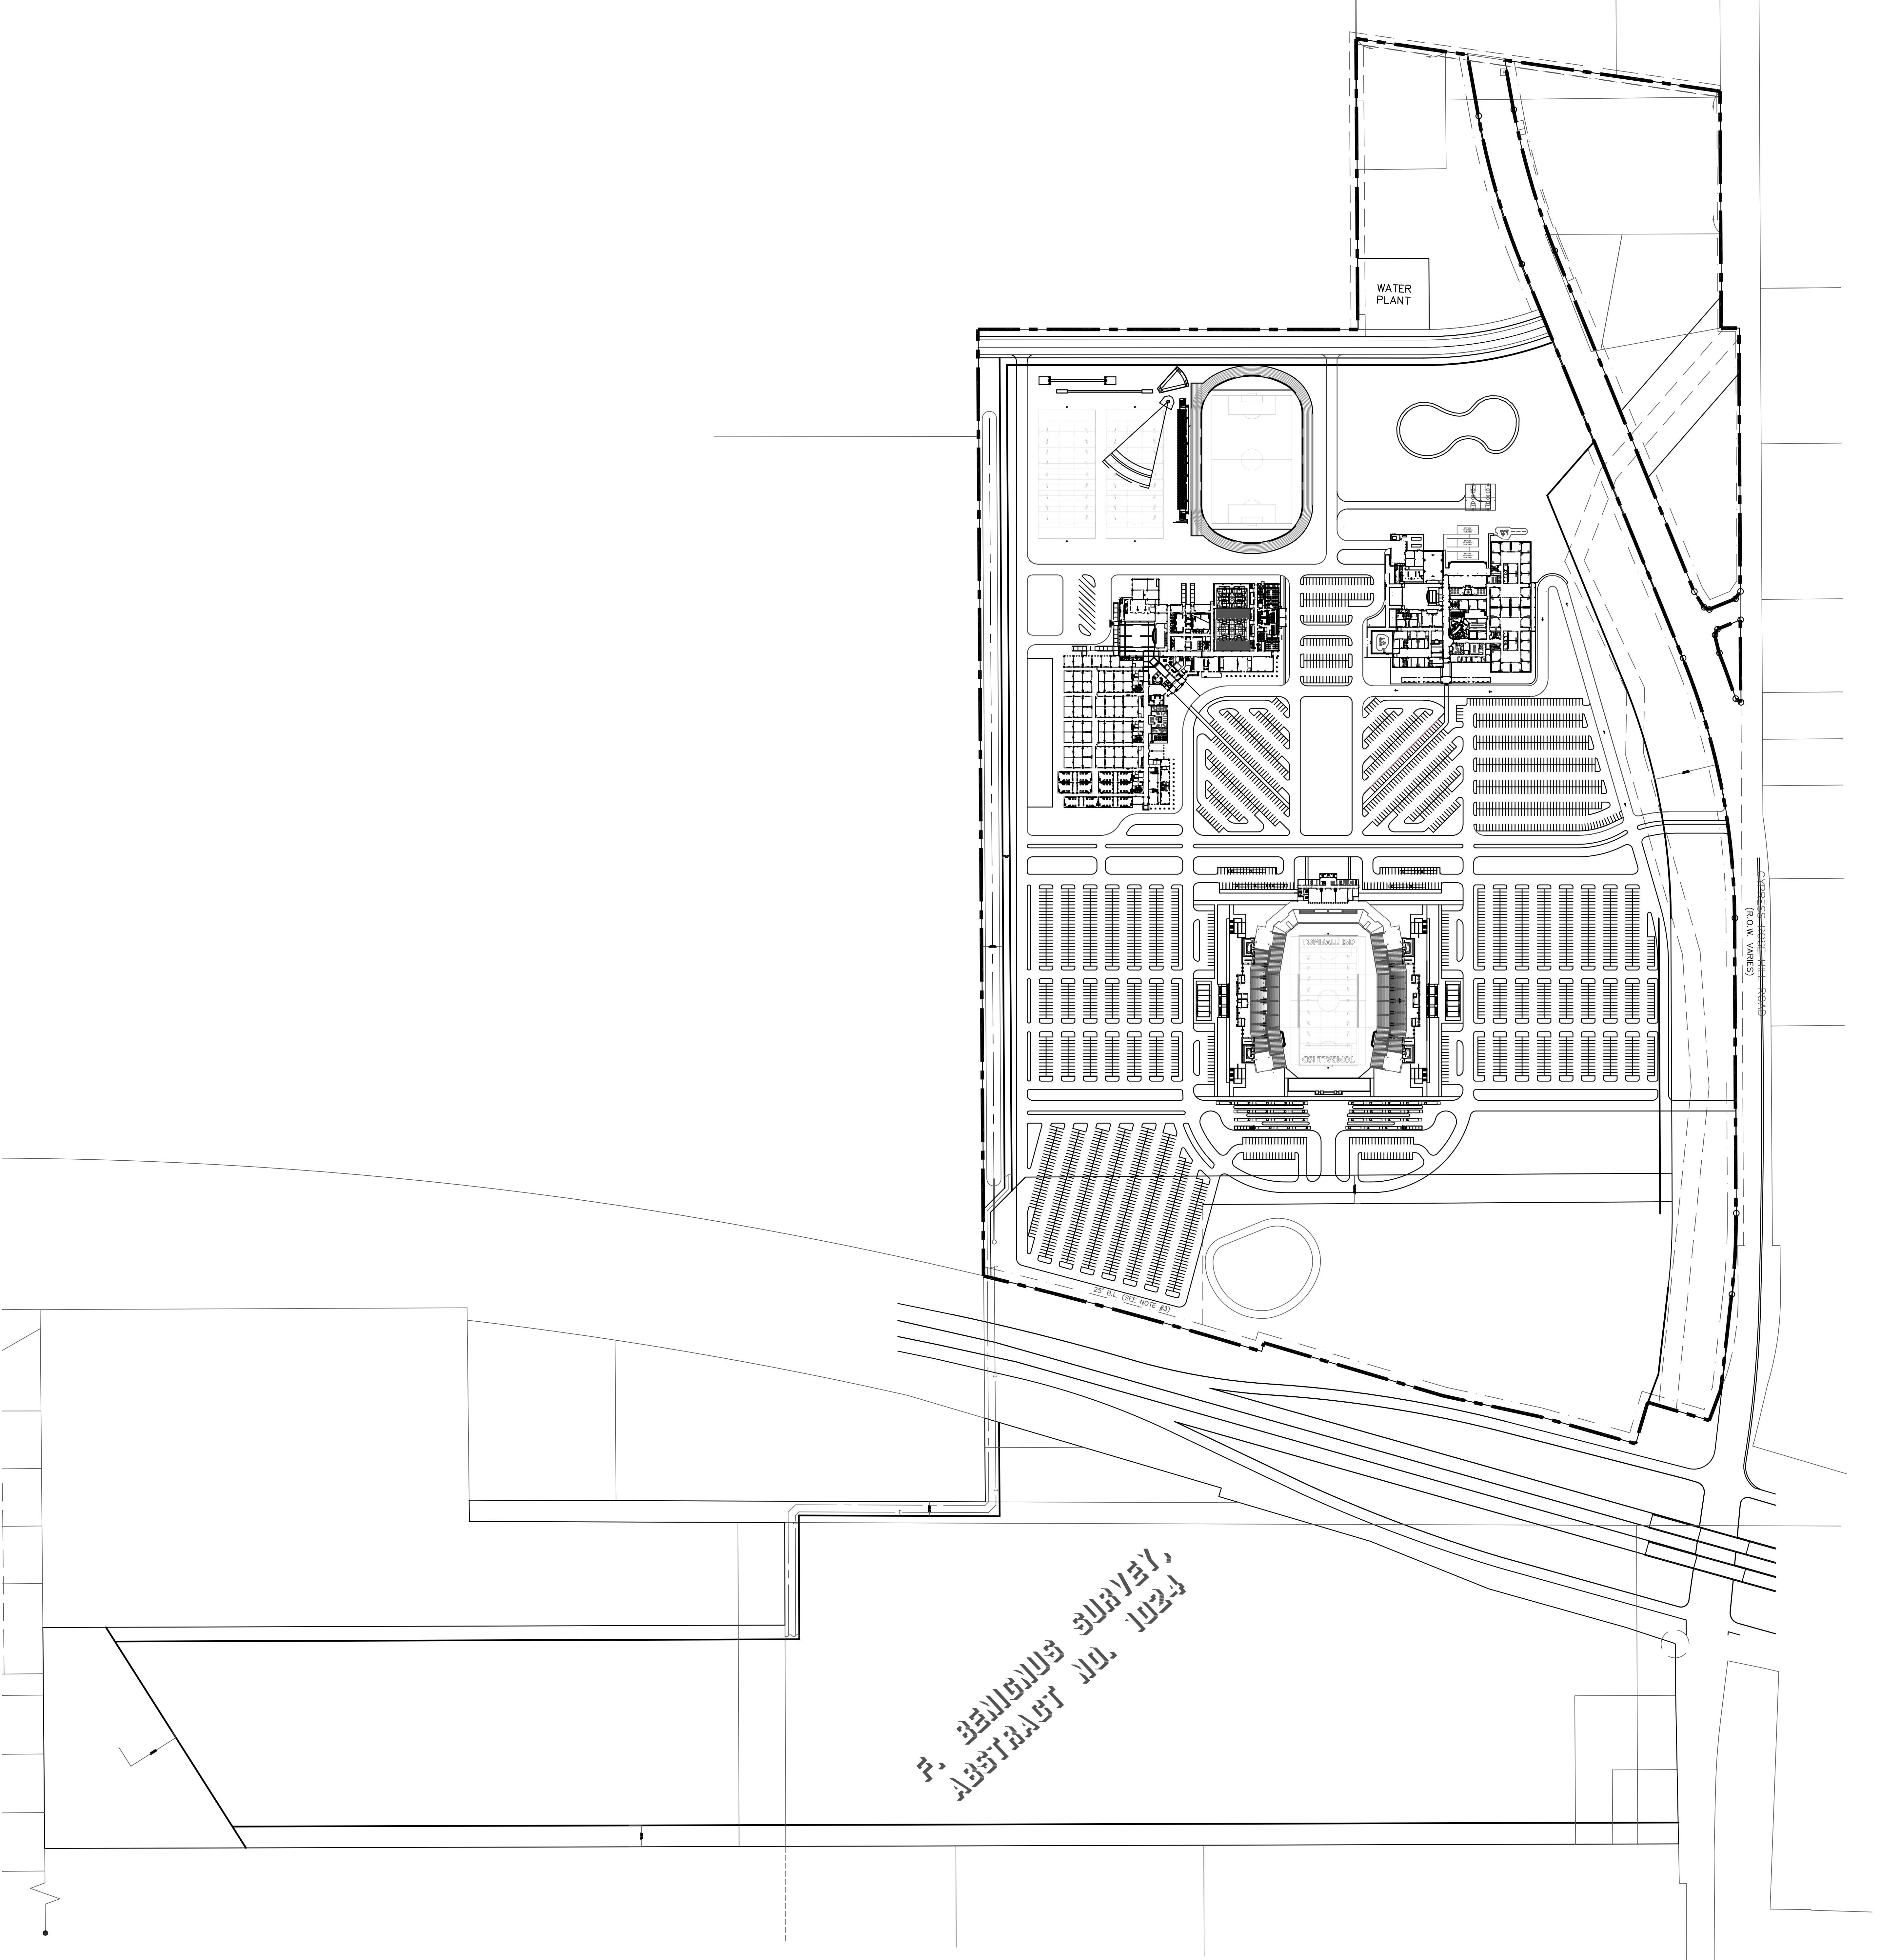 WATER
PLANT
CYPRESS ROSE HILL ROAD
(R.O.W. VARIES)
TOMBALL ISD
TOMBALL ISD
25' B.L. (SEE NOTE #3)
F. BENIGNUS SURVEY,
ABSTRACT NO. 1024